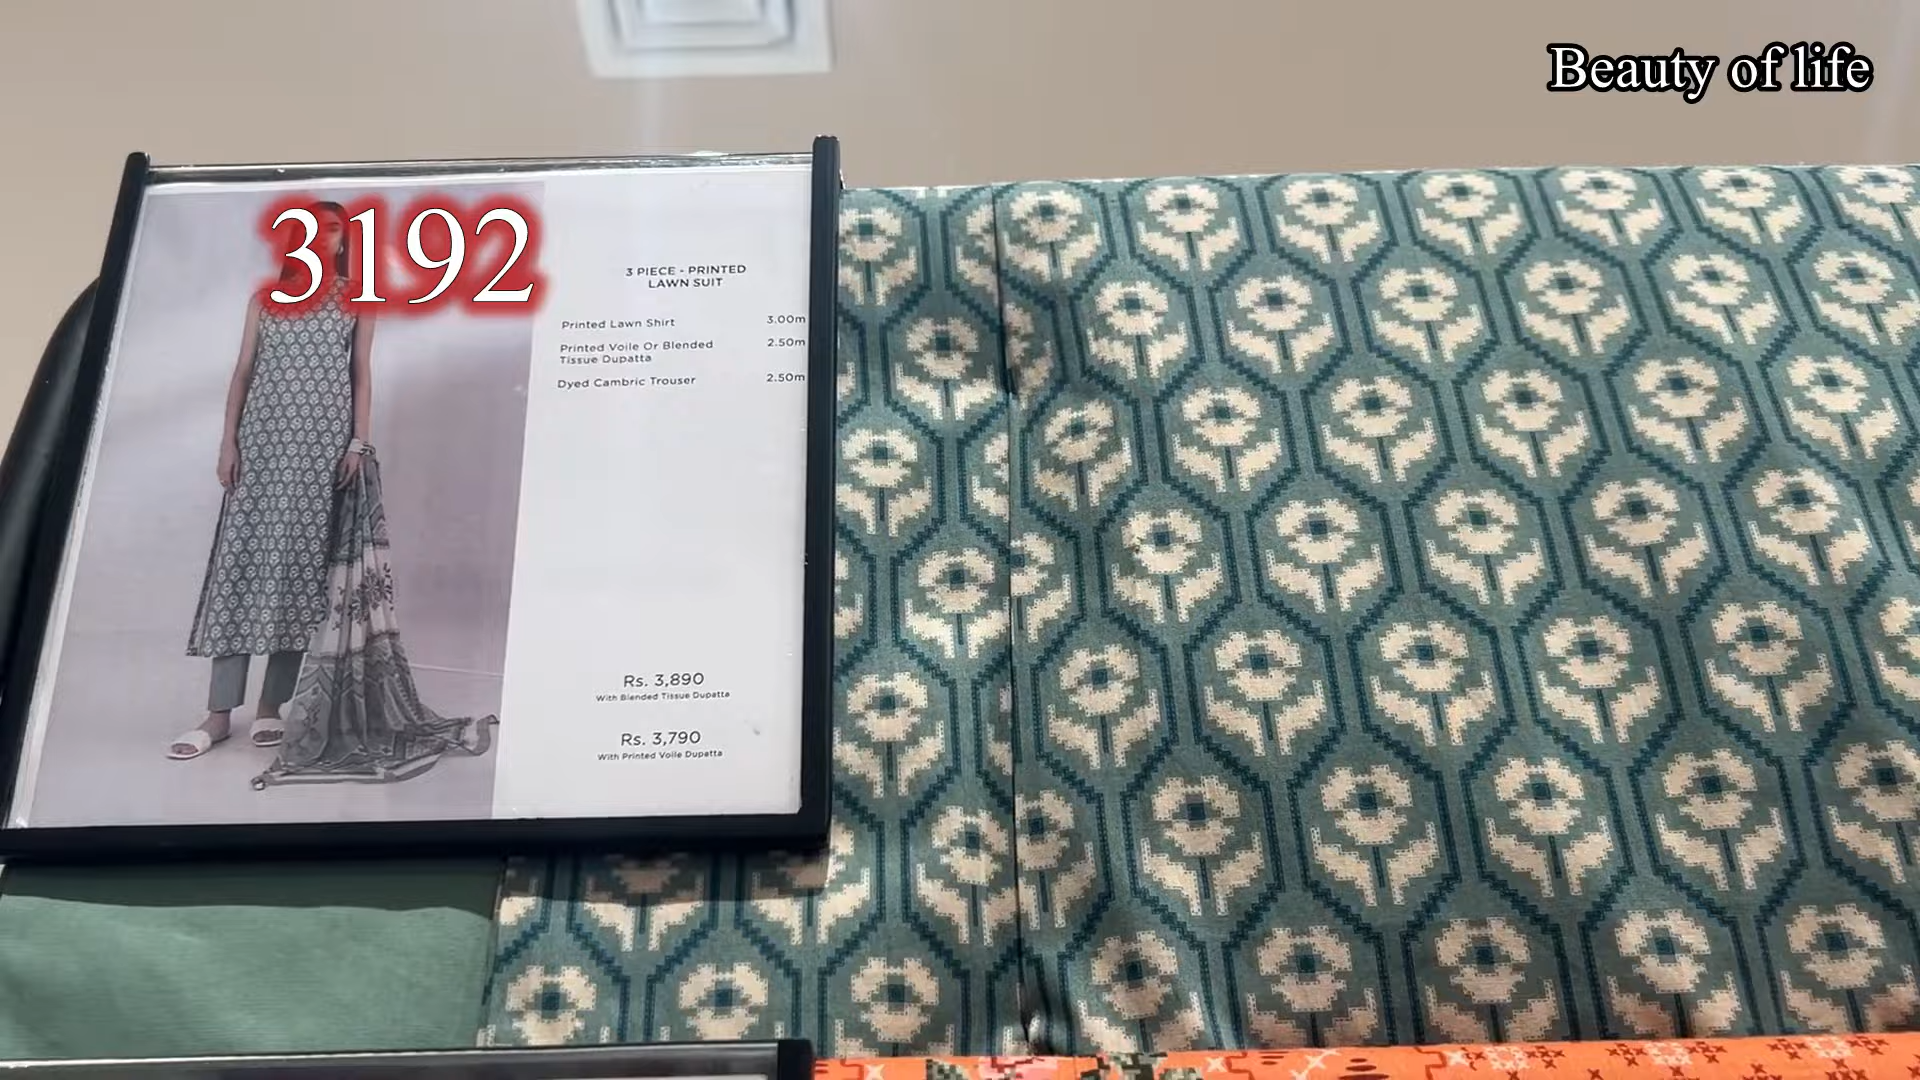 Beauty of life
3192
3 PIECE - PRINTED
LAWN SUIT
Printed Lawn Shirt 3.00m
Printed Voile Or Blended 2.50m
Tissue Dupatta
Dyed Cambric Trouser 2.50m
Rs. 3,890
With Blended Tissue Dupatta
Rs. 3,790
With Printed Voile Dupatta